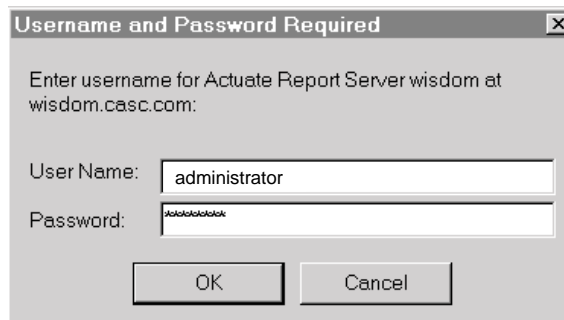 Username and Password Required
Enter username for Actuate Report Server wisdom at
wisdom.casc.com:
User Name: administrator
Password: ********
OK Cancel